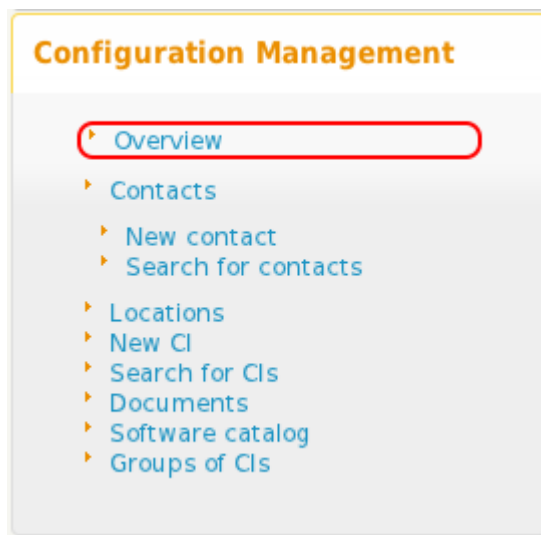 Configuration Management
Overview
Contacts
New contact
Search for contacts
Locations
New CI
Search for CIs
Documents
Software catalog
Groups of CIs